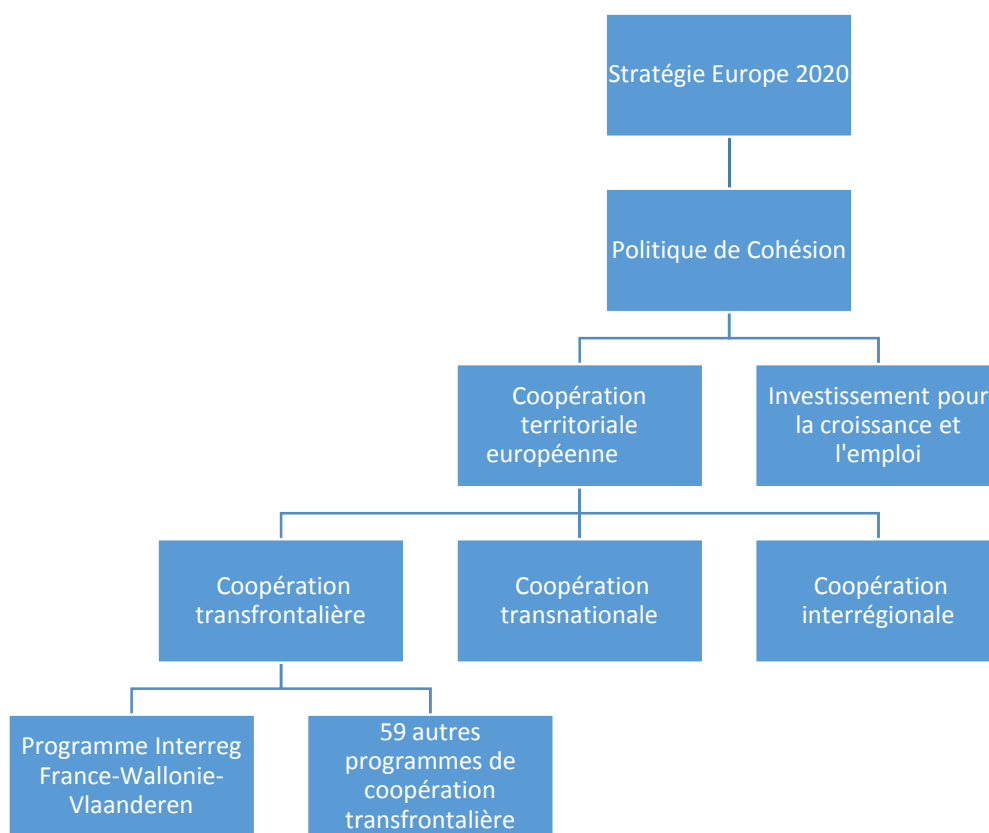 Stratégie Europe 2020
Politique de Cohésion
Coopération
territoriale
européenne
Investissement pour
la croissance et
l'emploi
Coopération
transfrontalière
Coopération
transnationale
Coopération
interrégionale
Programme Interreg
France-Wallonie-
Vlaanderen
59 autres
programmes de
coopération
transfrontalière